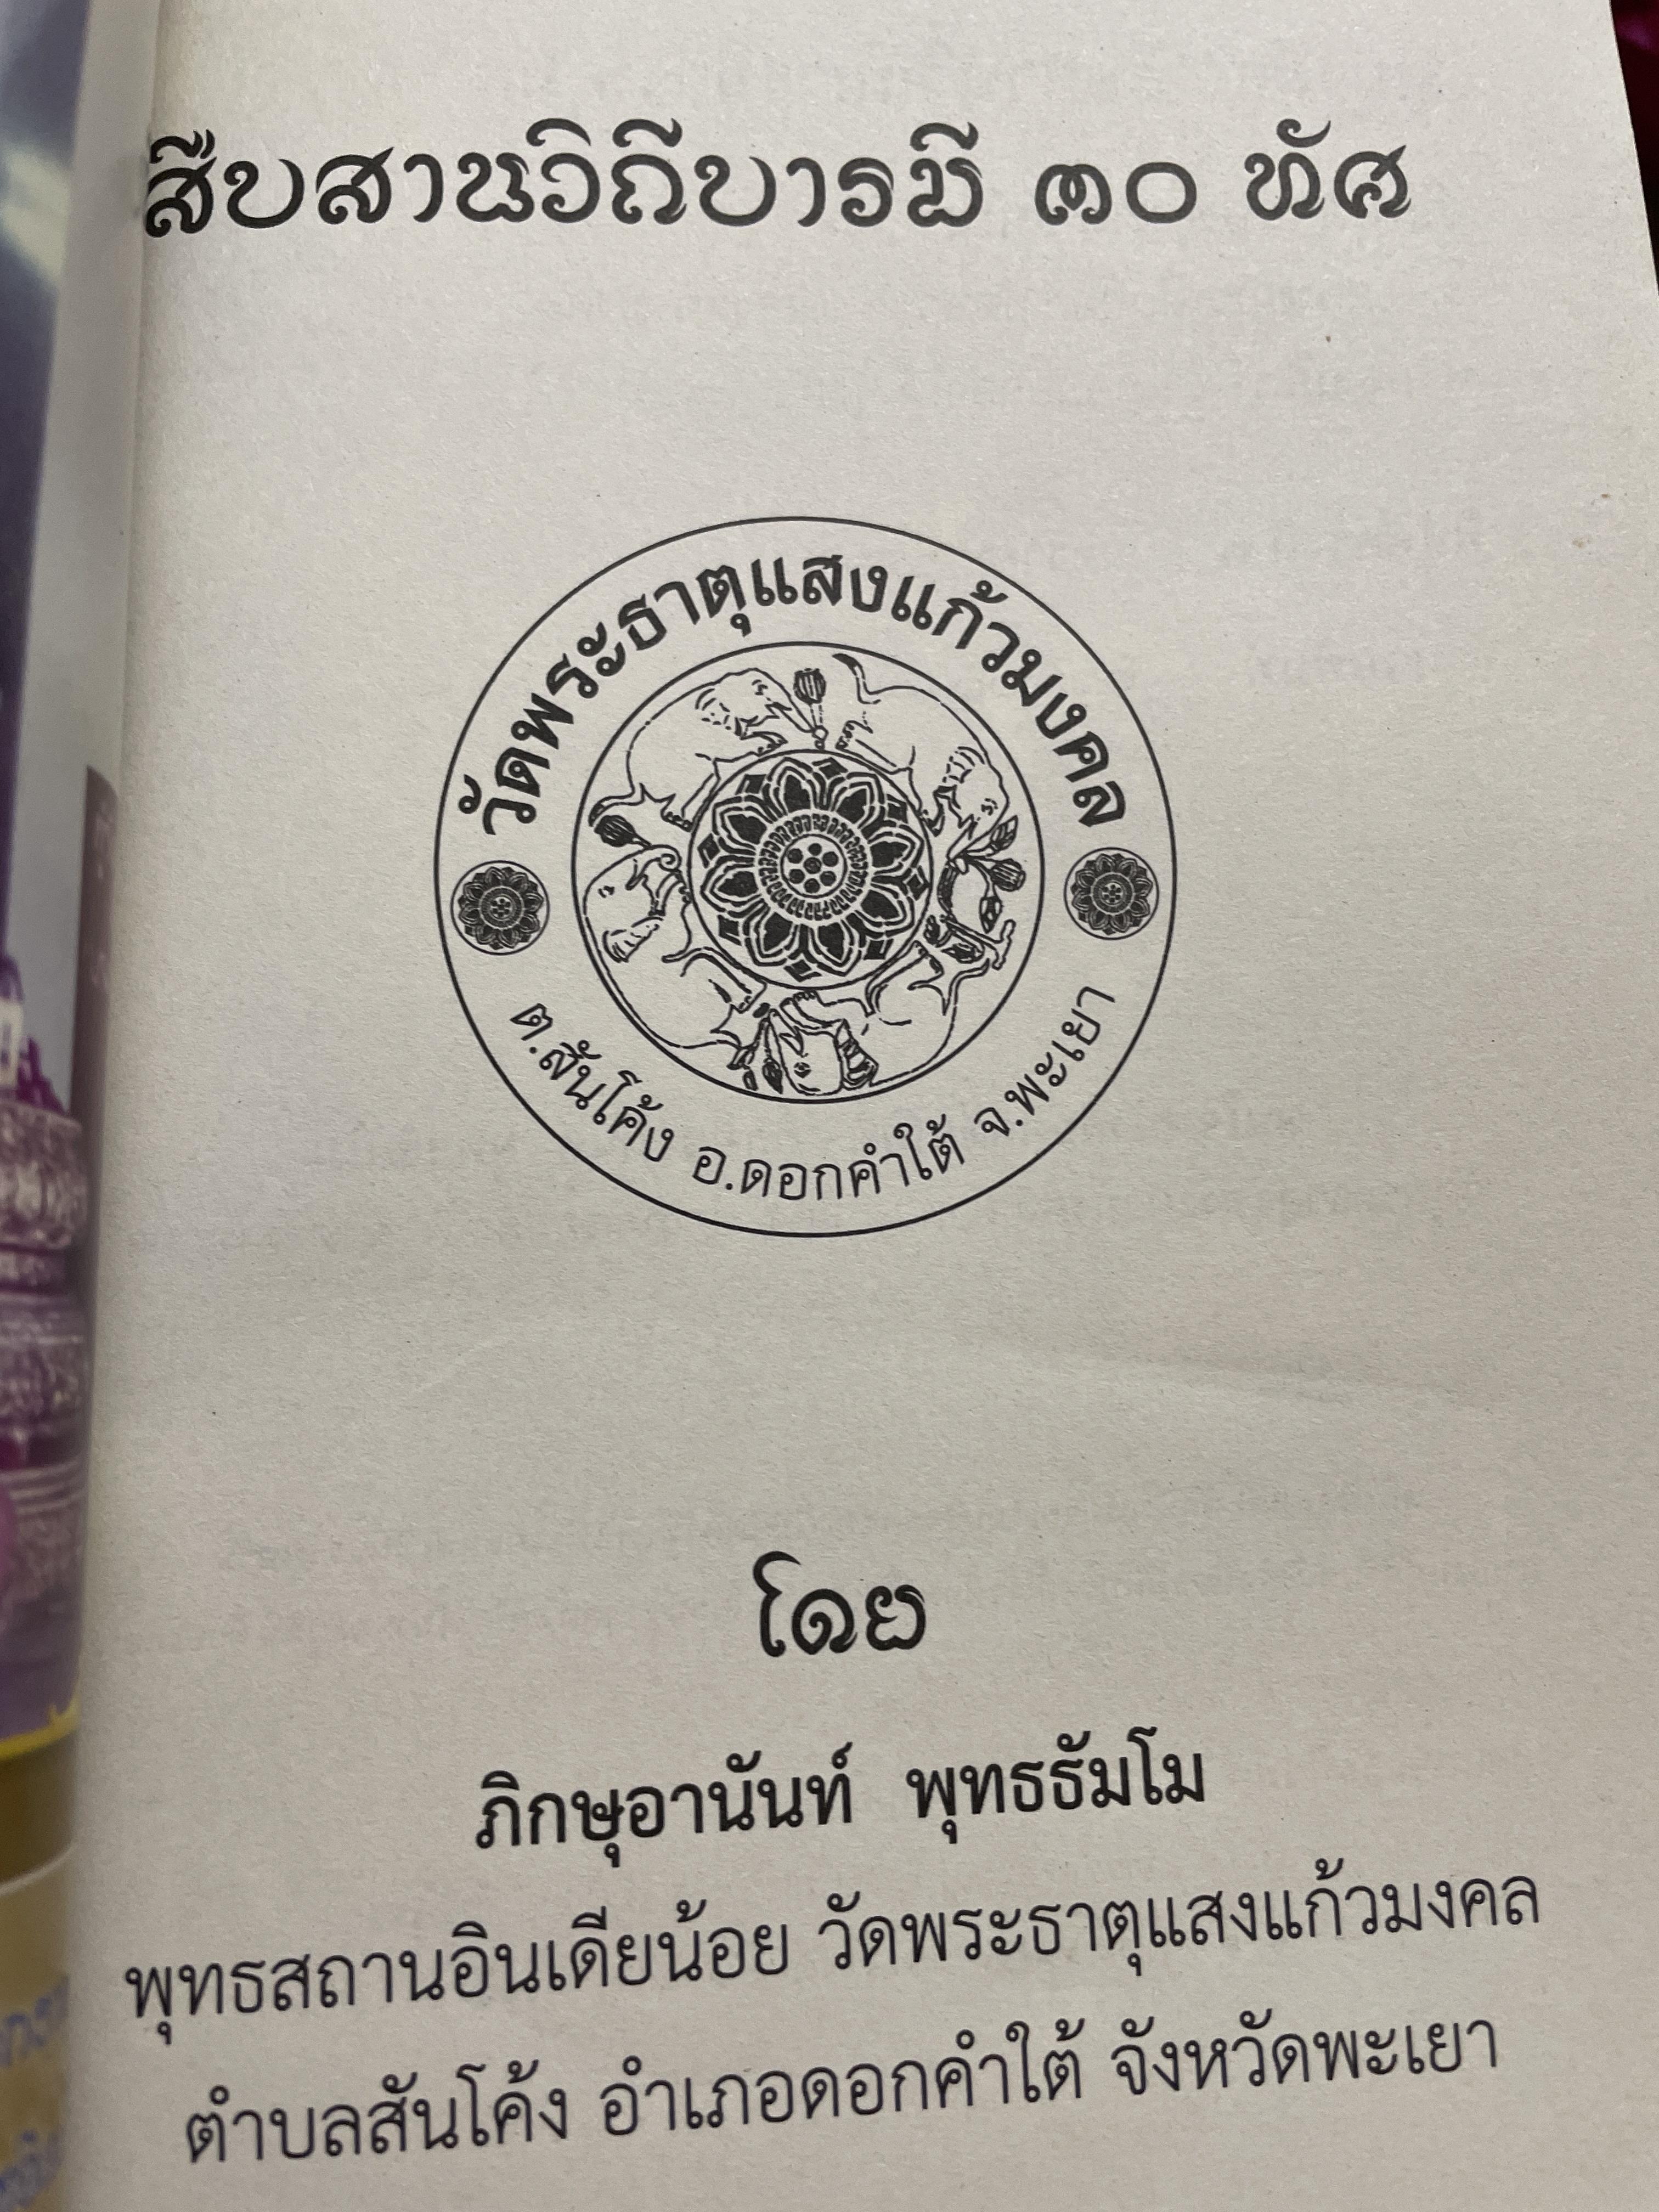 สืบสานวิถีบารมี ๓๐ ทัศ
วัดพระธาตุแสงแก้วมงคล
ต.สันโค้ง อ.ดอกคำใต้ จ.พะเยา
โดย
ภิกษุอานันท์ พุทธธัมโม
พุทธสถานอินเดียน้อย วัดพระธาตุแสงแก้วมงคล
ตำบลสันโค้ง อำเภอดอกคำใต้ จังหวัดพะเยา